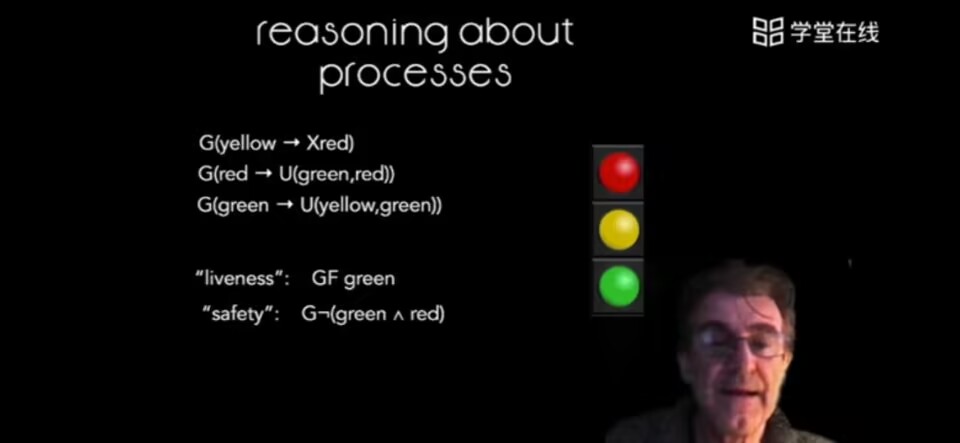 reasoning about
processes
学堂在线
G(yellow → Xred)
G(red → U(green,red))
G(green → U(yellow,green))
“liveness”: GF green
“safety”: G¬(green ∧ red)